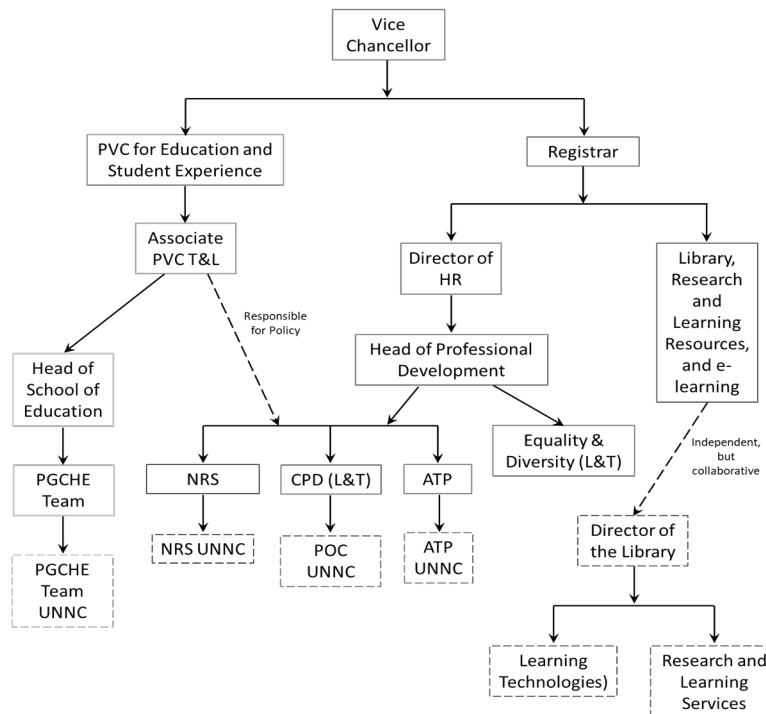 Vice
Chancellor
PVC for Education and
Student Experience
Registrar
Associate
PVC T&L
Director of
HR
Library,
Research
and
Learning
Resources,
and e-
learning
Responsible
for Policy
Head of Professional
Development
Head of
School of
Education
Equality &
Diversity (L&T)
Independent,
but
collaborative
PGCHE
Team
NRS
CPD (L&T)
ATP
Director of
the Library
NRS UNNC
POC
UNNC
ATP
UNNC
PGCHE
Team
UNNC
Learning
Technologies)
Research and
Learning
Services